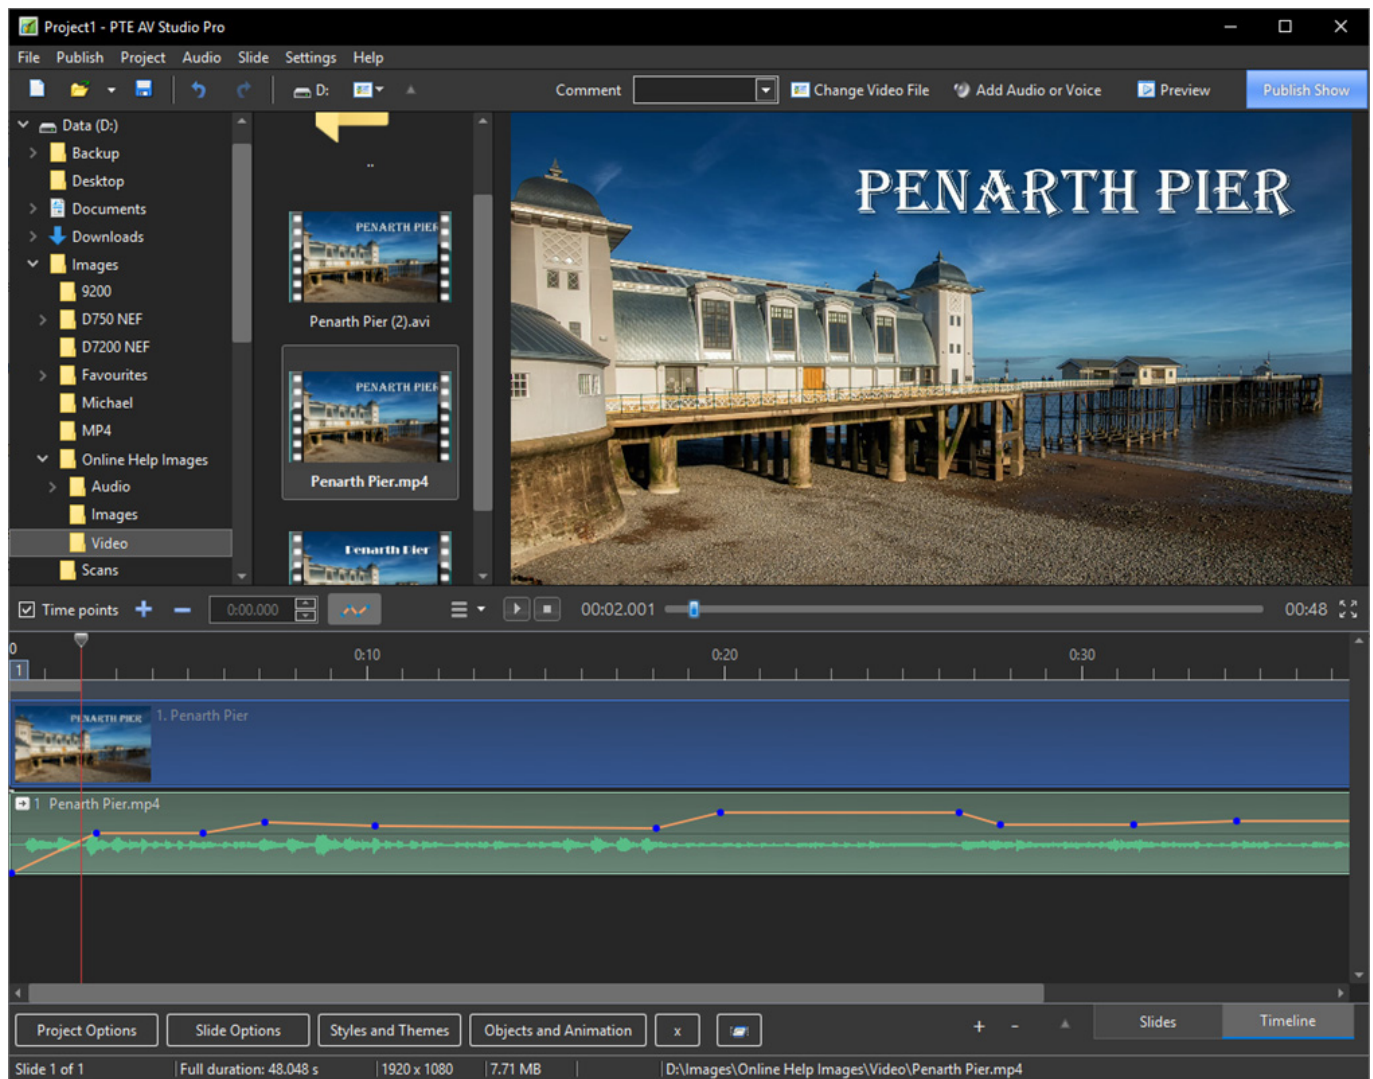 Project1 - PTE AV Studio Pro
File Publish Project Audio Slide Settings Help
D: Comment Change Video File Add Audio or Voice Preview Publish Show
Data (D:)
Backup
Desktop
Documents
Downloads
Images
9200
D750 NEF
D7200 NEF
Favourites
Michael
MP4
Online Help Images
Audio
Images
Video
Scans
..
PENARTH PIER
Penarth Pier (2).avi
PENARTH PIER
Penarth Pier.mp4
Penarth Pier
PENARTH PIER
Time points 0:00.000 00:02.001 00:48
0 0:10 0:20 0:30
1
PENARTH PIER 1. Penarth Pier
1 Penarth Pier.mp4
Project Options Slide Options Styles and Themes Objects and Animation x + - Slides Timeline
Slide 1 of 1 Full duration: 48.048 s 1920 x 1080 7.71 MB D:\Images\Online Help Images\Video\Penarth Pier.mp4